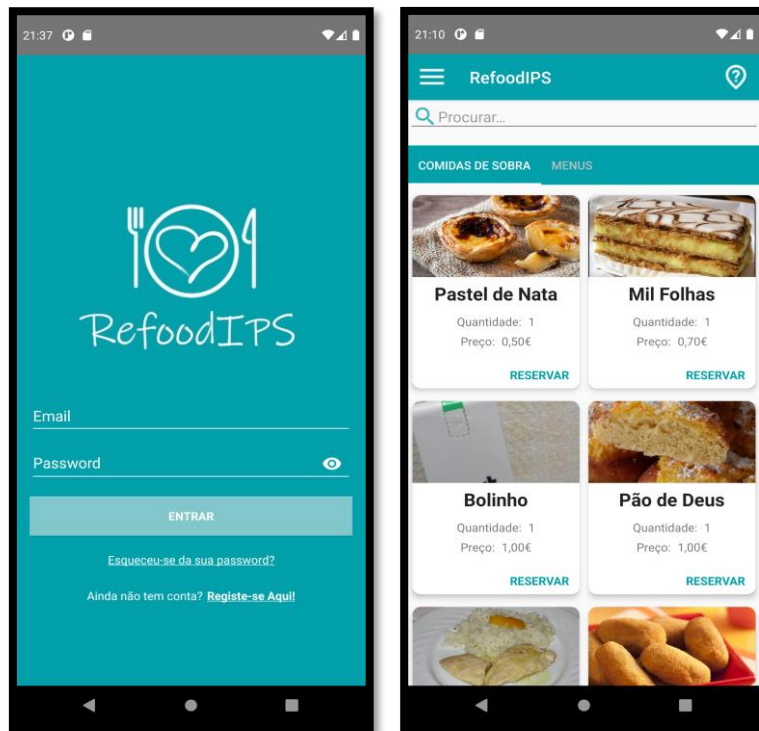 21:37
RefoodIPS
Email
Password
ENTRAR
Esqueceu-se da sua password?
Ainda não tem conta? Registe-se Aqui!
21:10
RefoodIPS
Procurar...
COMIDAS DE SOBRA MENUS
Pastel de Nata
Quantidade: 1
Preço: 0,50€
RESERVAR
Mil Folhas
Quantidade: 1
Preço: 0,70€
RESERVAR
Bolinho
Quantidade: 1
Preço: 1,00€
RESERVAR
Pão de Deus
Quantidade: 1
Preço: 1,00€
RESERVAR